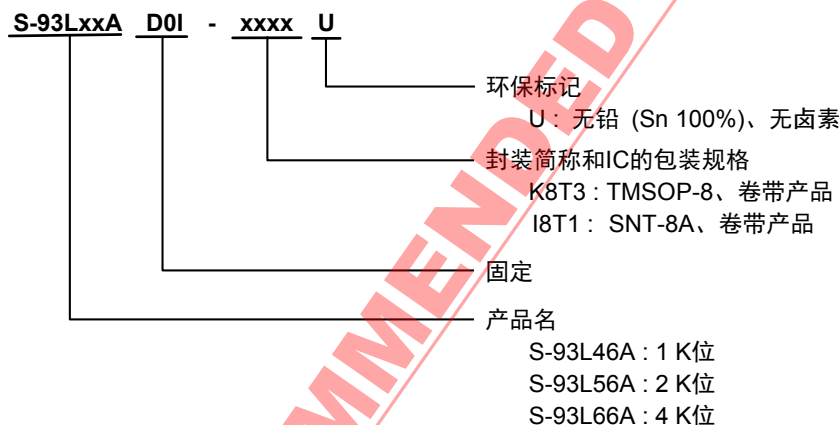 S-93LxxA D0I - xxxx U
环保标记
U : 无铅 (Sn 100%)、无卤素
封装简称和IC的包装规格
K8T3 : TMSOP-8、卷带产品
I8T1 : SNT-8A、卷带产品
固定
产品名
S-93L46A : 1 K位
S-93L56A : 2 K位
S-93L66A : 4 K位
MMENDED